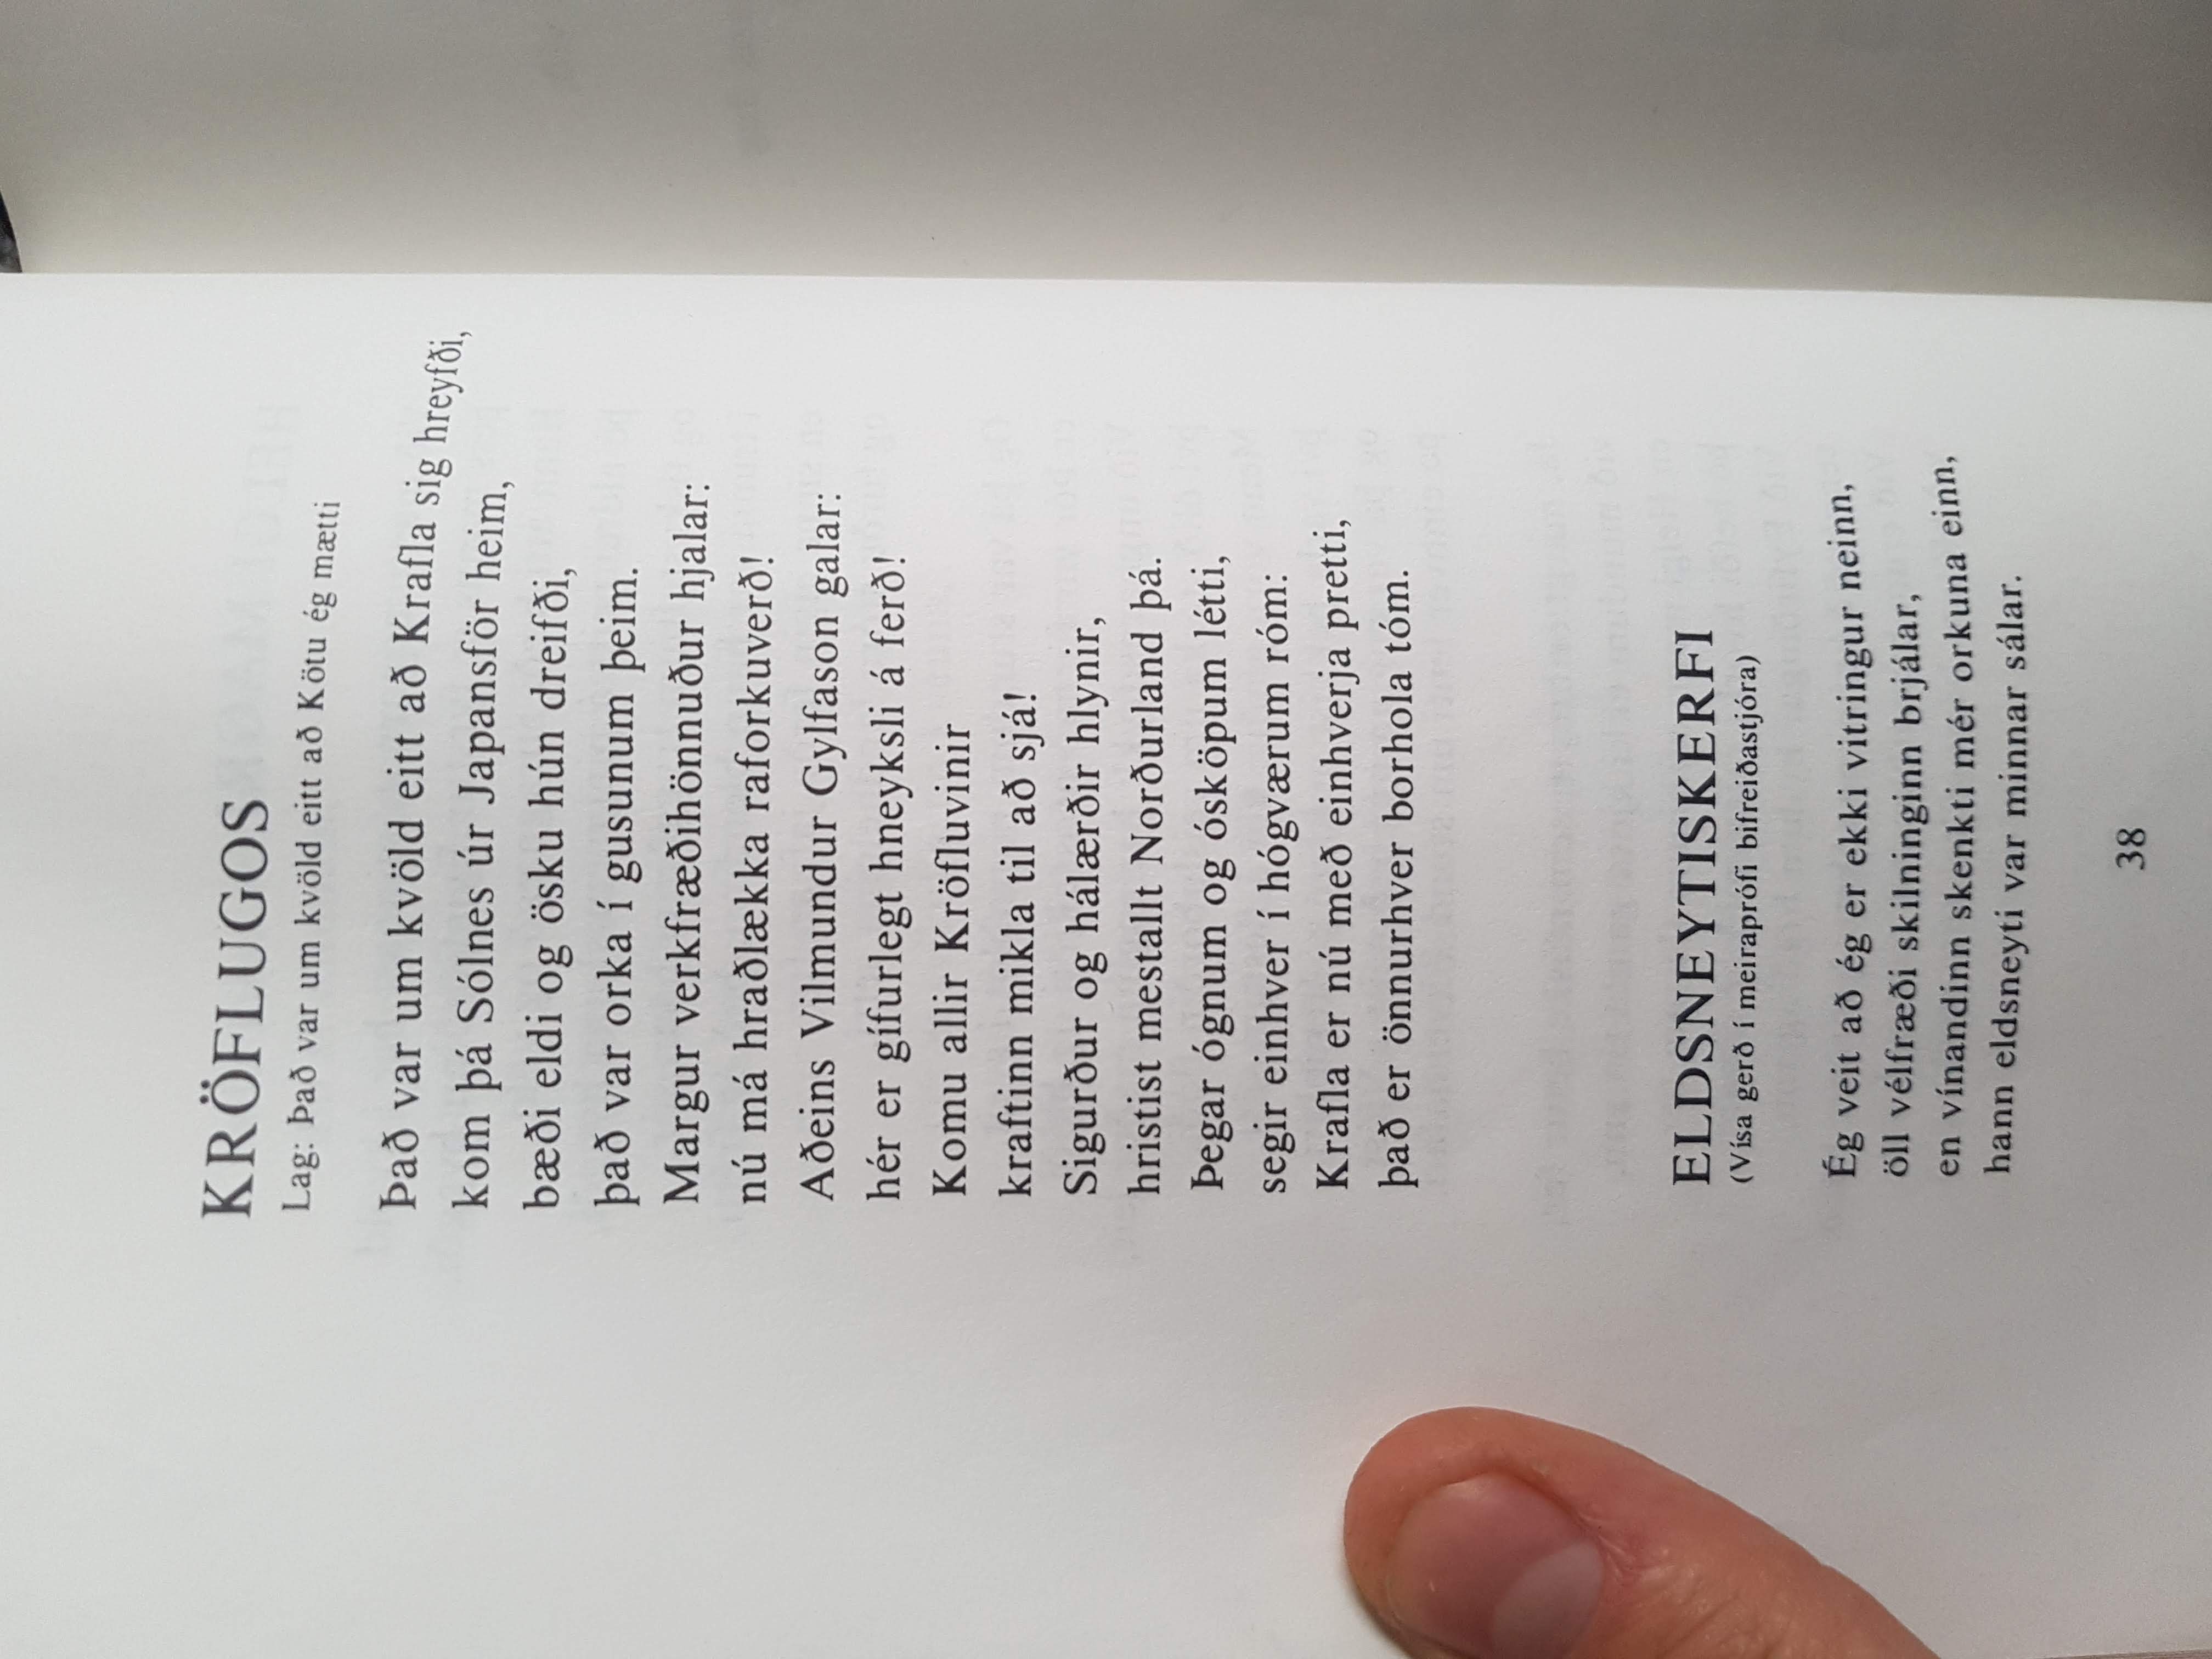 KRÖFLUGOS
Lag: Það var um kvöld eitt að Kötu ég mætti
Það var um kvöld eitt að Krafla sig hreyfði,
kom þá Sólnes úr Japansför heim,
bæði eldi og ösku hún dreifði,
það var orka í gusunum þeim.
Margur verkfræðihönnuður hjalar:
nú má hraðlækka raforkuverð!
Aðeins Vilmundur Gylfason galar:
hér er gífurlegt hneyksli á ferð!
Komu allir Kröfluvinir
kraftinn mikla til að sjá!
Sigurður og hálærðir hlynir,
hristist mestallt Norðurland þá.
Þegar ógnum og ósköpum létti,
segir einhver í hógværum róm:
Krafla er nú með einhverja pretti,
það er önnurhver borhola tóm.
ELDSNEYTISKERFI
(Vísa gerð í meiraprófi bifreiðastjóra)
Ég veit að ég er ekki vitringur neinn,
öll vélfræði skilninginn brjálar,
en vínandinn skenkti mér orkuna einn,
hann eldsneyti var minnar sálar.
38